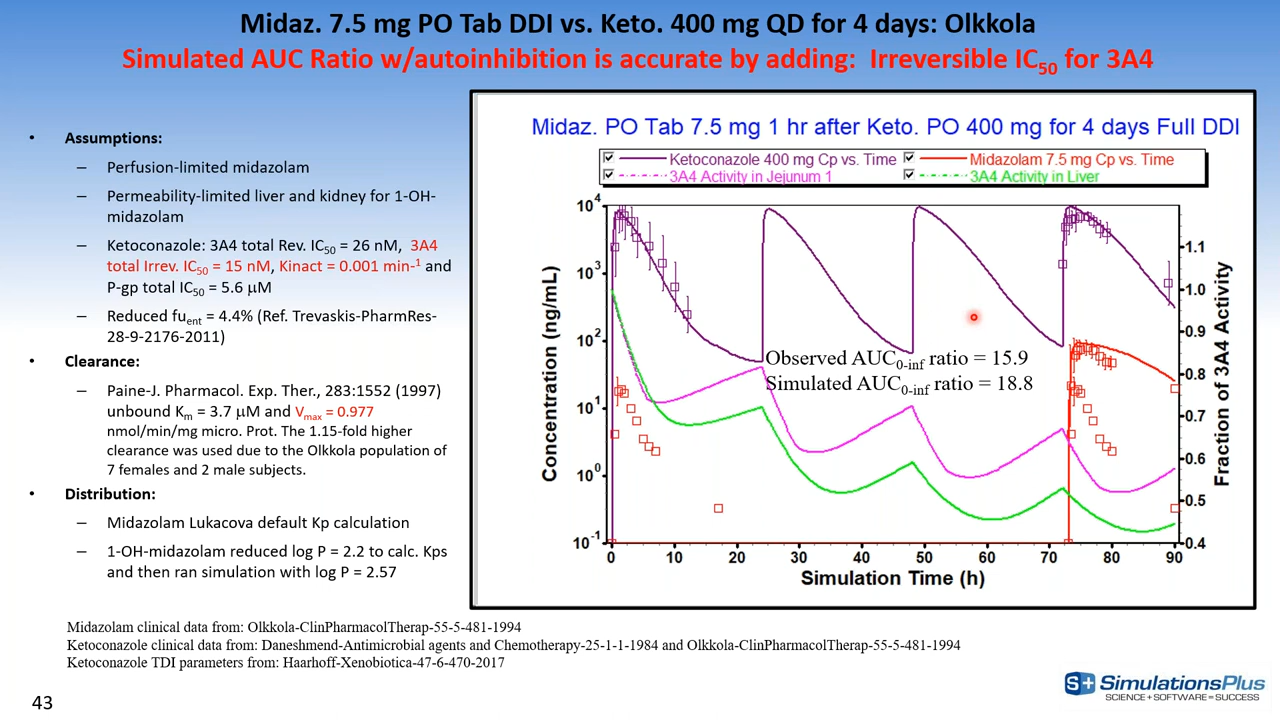 Midaz. 7.5 mg PO Tab DDI vs. Keto. 400 mg QD for 4 days: Olkkola
Simulated AUC Ratio w/autoinhibition is accurate by adding: Irreversible IC50 for 3A4
• Assumptions:
– Perfusion-limited midazolam
– Permeability-limited liver and kidney for 1-OH-
midazolam
– Ketoconazole: 3A4 total Rev. IC50 = 26 nM, 3A4
total Irrev. IC50 = 15 nM, Kinact = 0.001 min-1 and
P-gp total IC50 = 5.6 μM
– Reduced fuent = 4.4% (Ref. Trevaskis-PharmRes-
28-9-2176-2011)
• Clearance:
– Paine-J. Pharmacol. Exp. Ther., 283:1552 (1997)
unbound Km = 3.7 μM and Vmax = 0.977
nmol/min/mg micro. Prot. The 1.15-fold higher
clearance was used due to the Olkkola population of
7 females and 2 male subjects.
• Distribution:
– Midazolam Lukacova default Kp calculation
– 1-OH-midazolam reduced log P = 2.2 to calc. Kps
and then ran simulation with log P = 2.57
Midaz. PO Tab 7.5 mg 1 hr after Keto. PO 400 mg for 4 days Full DDI
Ketoconazole 400 mg Cp vs. Time
Midazolam 7.5 mg Cp vs. Time
3A4 Activity in Jejunum 1
3A4 Activity in Liver
Concentration (ng/mL)
10^4
10^3
10^2
10^1
10^0
10^-1
Observed AUC0-inf ratio = 15.9
Simulated AUC0-inf ratio = 18.8
1.1
1.0
0.9
0.8
0.7
0.6
0.5
0.4
Fraction of 3A4 Activity
0 10 20 30 40 50 60 70 80 90
Simulation Time (h)
Midazolam clinical data from: Olkkola-ClinPharmacolTherap-55-5-481-1994
Ketoconazole clinical data from: Daneshmend-Antimicrobial agents and Chemotherapy-25-1-1-1984 and Olkkola-ClinPharmacolTherap-55-5-481-1994
Ketoconazole TDI parameters from: Haarhoff-Xenobiotica-47-6-470-2017
43
S+ SimulationsPlus
SCIENCE + SOFTWARE = SUCCESS